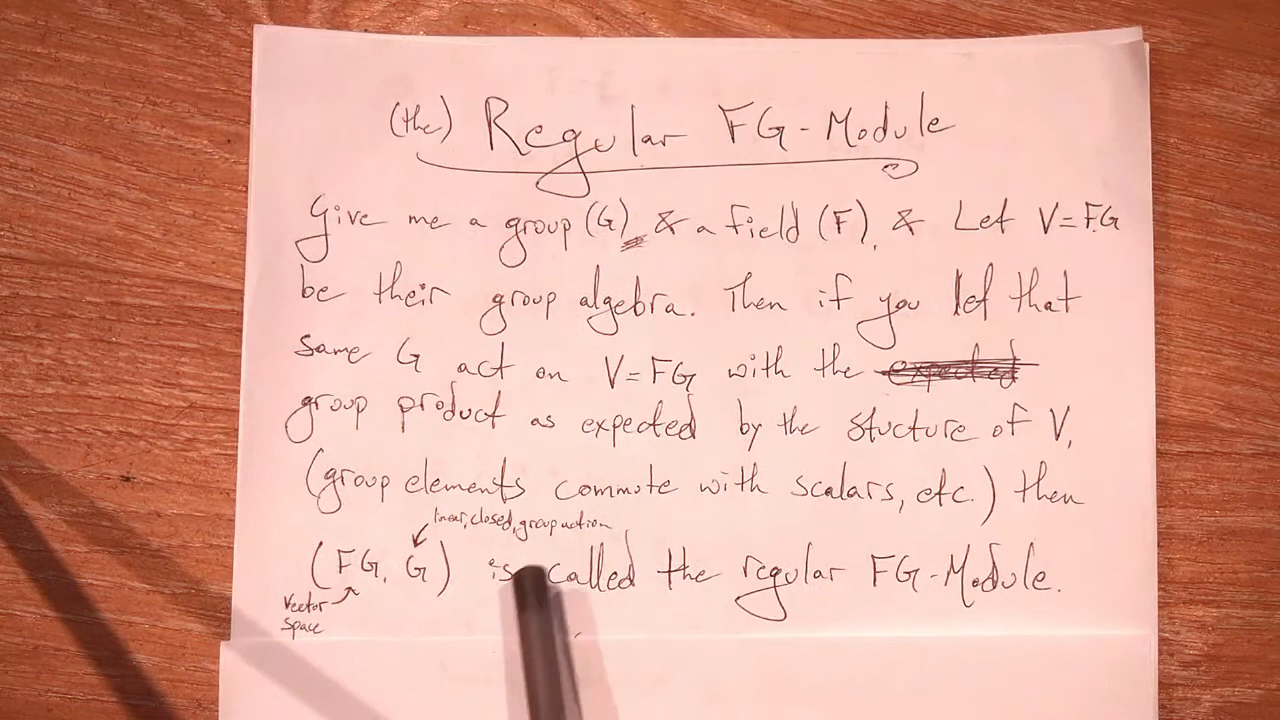 (the) Regular FG-Module
Give me a group (G) & a field (F), & Let V=FG
be their group algebra. Then if you let that
same G act on V=FG with the expected
group product as expected by the stucture of V,
(group elements commute with scalars, etc.) then
linear, closed, group action
(FG, G) is called the regular FG-Module.
Vector
Space